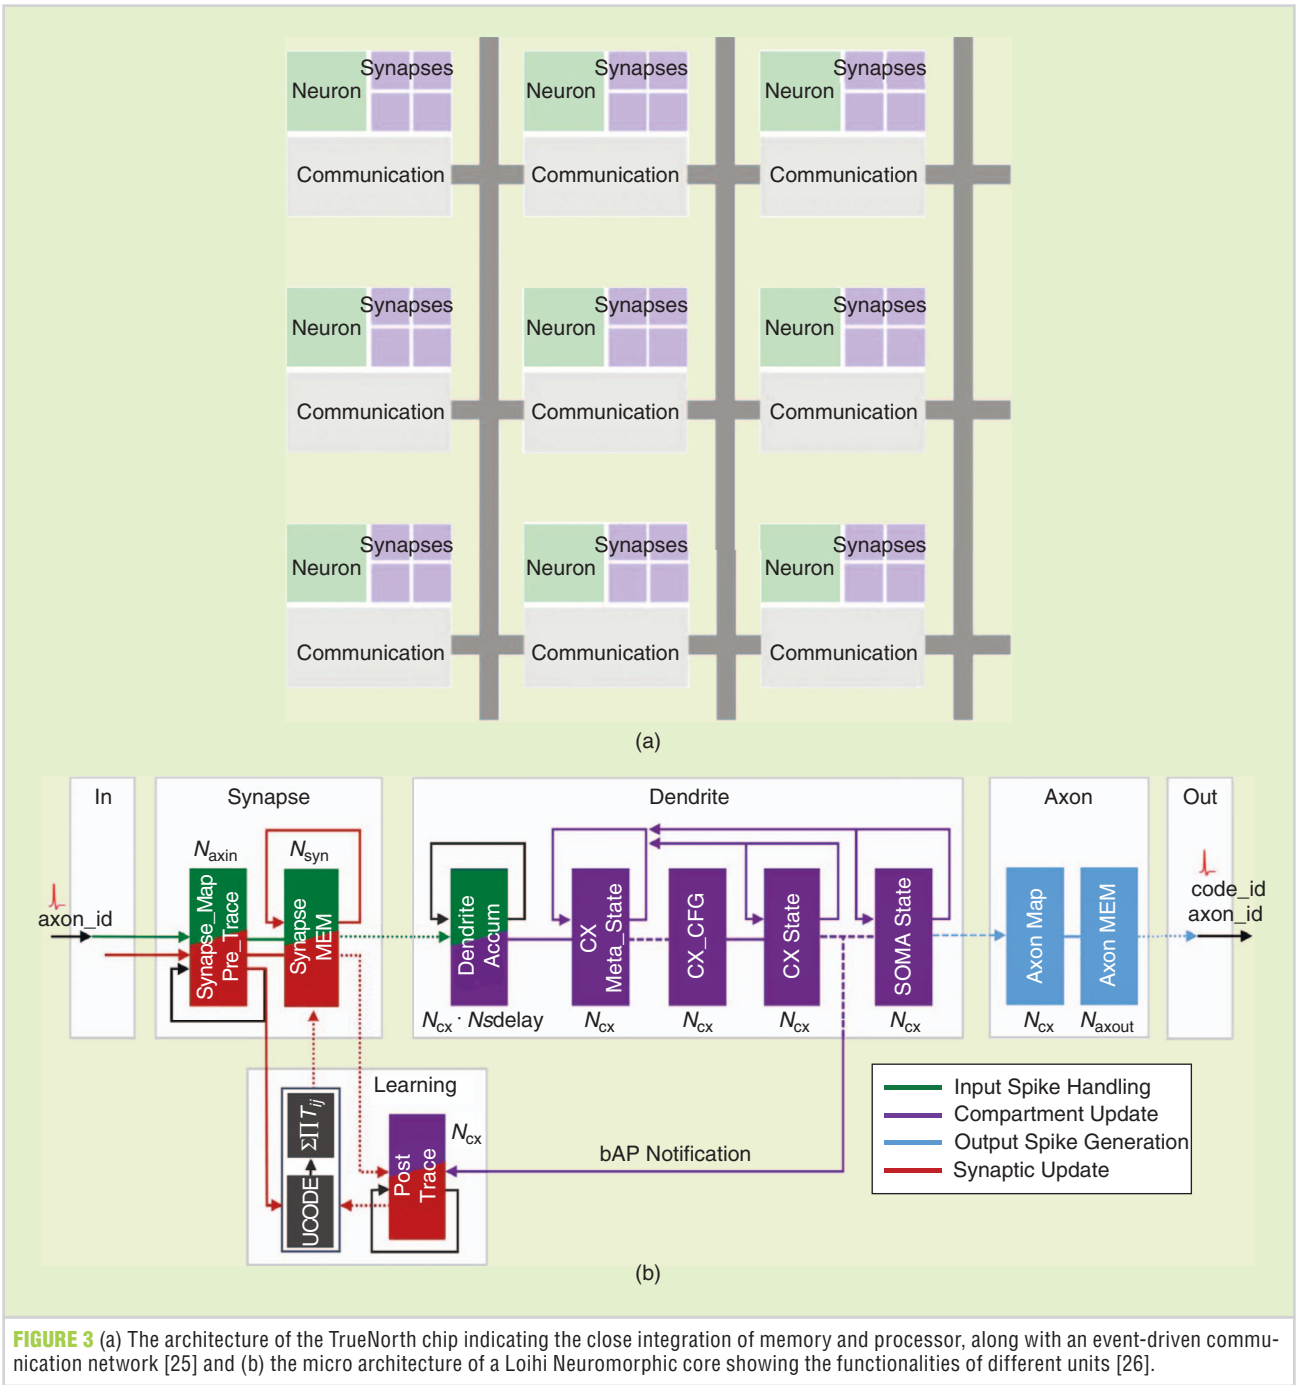 Synapses Synapses Synapses
Neuron Neuron Neuron
Communication Communication Communication
Synapses Synapses Synapses
Neuron Neuron Neuron
Communication Communication Communication
Synapses Synapses Synapses
Neuron Neuron Neuron
Communication Communication Communication
(a)
In Synapse Dendrite Axon Out
Naxin Nsyn
axon_id
Synapse_Map
Pre_Trace
Synapse
MEM
Dendrite
Accum
CX
Meta_State
CX_CFG
CX State
SOMA State
Axon Map
Axon MEM
code_id
axon_id
Ncx · Nsdelay Ncx Ncx Ncx Ncx Ncx Naxout
Learning
ΣΠTij
UCODE
Post
Trace
Ncx
bAP Notification
Input Spike Handling
Compartment Update
Output Spike Generation
Synaptic Update
(b)
FIGURE 3 (a) The architecture of the TrueNorth chip indicating the close integration of memory and processor, along with an event-driven commu-
nication network [25] and (b) the micro architecture of a Loihi Neuromorphic core showing the functionalities of different units [26].